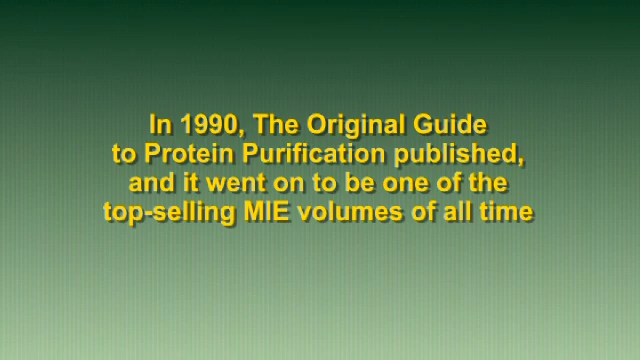 In 1990, The Original Guide
to Protein Purification published,
and it went on to be one of the
top-selling MIE volumes of all time